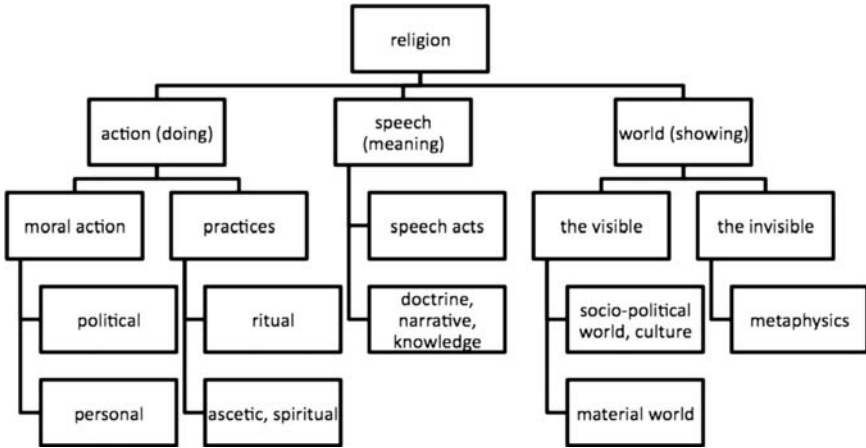 religion
action (doing)
speech
(meaning)
world (showing)
moral action
practices
speech acts
the visible
the invisible
political
ritual
doctrine,
narrative,
knowledge
socio-political
world, culture
metaphysics
personal
ascetic, spiritual
material world